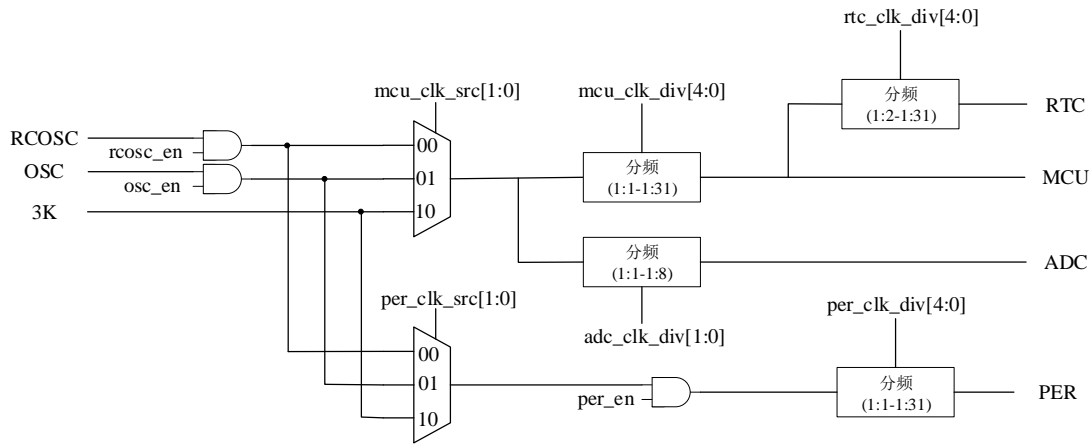 rtc_clk_div[4:0]
mcu_clk_src[1:0]
mcu_clk_div[4:0]
分频
(1:2-1:31)
RTC
RCOSC
rcosc_en
00
分频
(1:1-1:31)
MCU
OSC
osc_en
01
3K
10
分频
(1:1-1:8)
ADC
per_clk_src[1:0]
adc_clk_div[1:0]
per_clk_div[4:0]
00
01
per_en
分频
(1:1-1:31)
PER
10